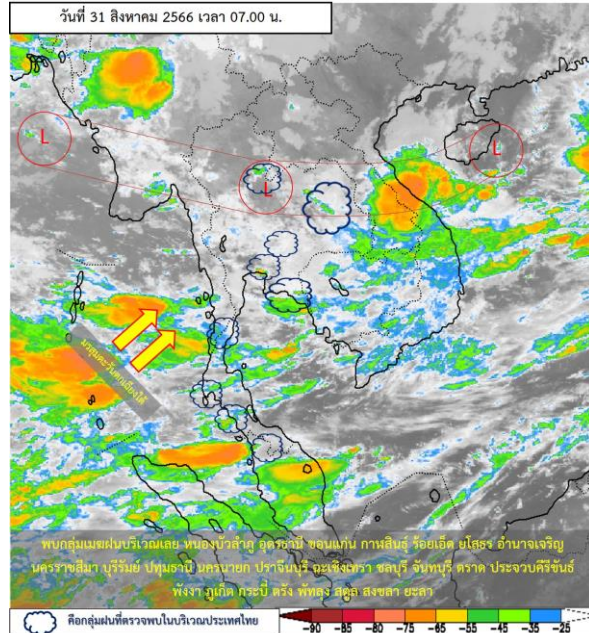 วันที่ 31 สิงหาคม 2566 เวลา 07.00 น.
L
L
L
A
มรสุมตะวันตกเฉียงใต้
พบกลุ่มเมฆฝนบริเวณเลย หนองบัวลำภู อุดรธานี ขอนแก่น กาฬสินธุ์ ร้อยเอ็ด ยโสธร อำนาจเจริญ
นครราชสีมา บุรีรัมย์ ปทุมธานี นครนายก ปราจีนบุรี ฉะเชิงเทรา ชลบุรี จันทบุรี ตราด ประจวบคีรีขันธ์
พังงา ภูเก็ต กระบี่ ตรัง พัทลุง สตูล สงขลา ยะลา
คือกลุ่มฝนที่ตรวจพบในบริเวณประเทศไทย
-90 -85 -80 -75 -65 -55 -45 -35 -25